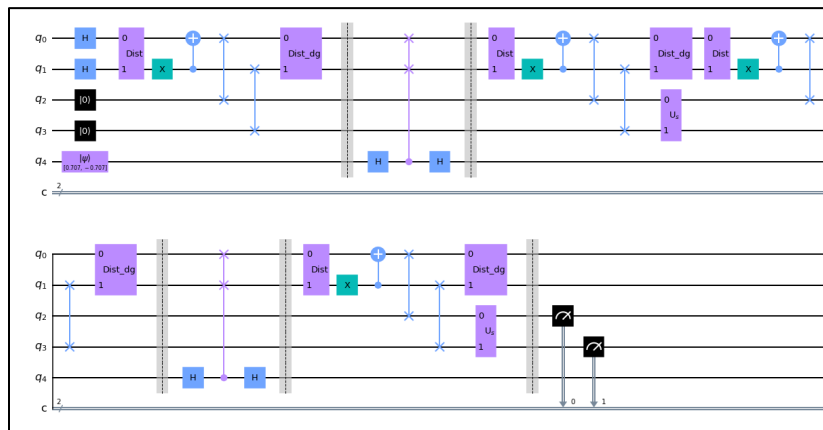 q0 H 0 Dist 1 Dist_dg 0 1 0 Dist 1 Dist_dg 0 1 0 Dist 1
q1 H X X X
q2 |0⟩ 0 Us 1
q3 |0⟩
q4 |ψ⟩ [0.707, −0.707] H H
c 2
q0 0 Dist_dg 1 0 Dist 1 0 Dist_dg 1
q1 X
q2 0 Us 1
q3
q4 H H
c 2 0 1